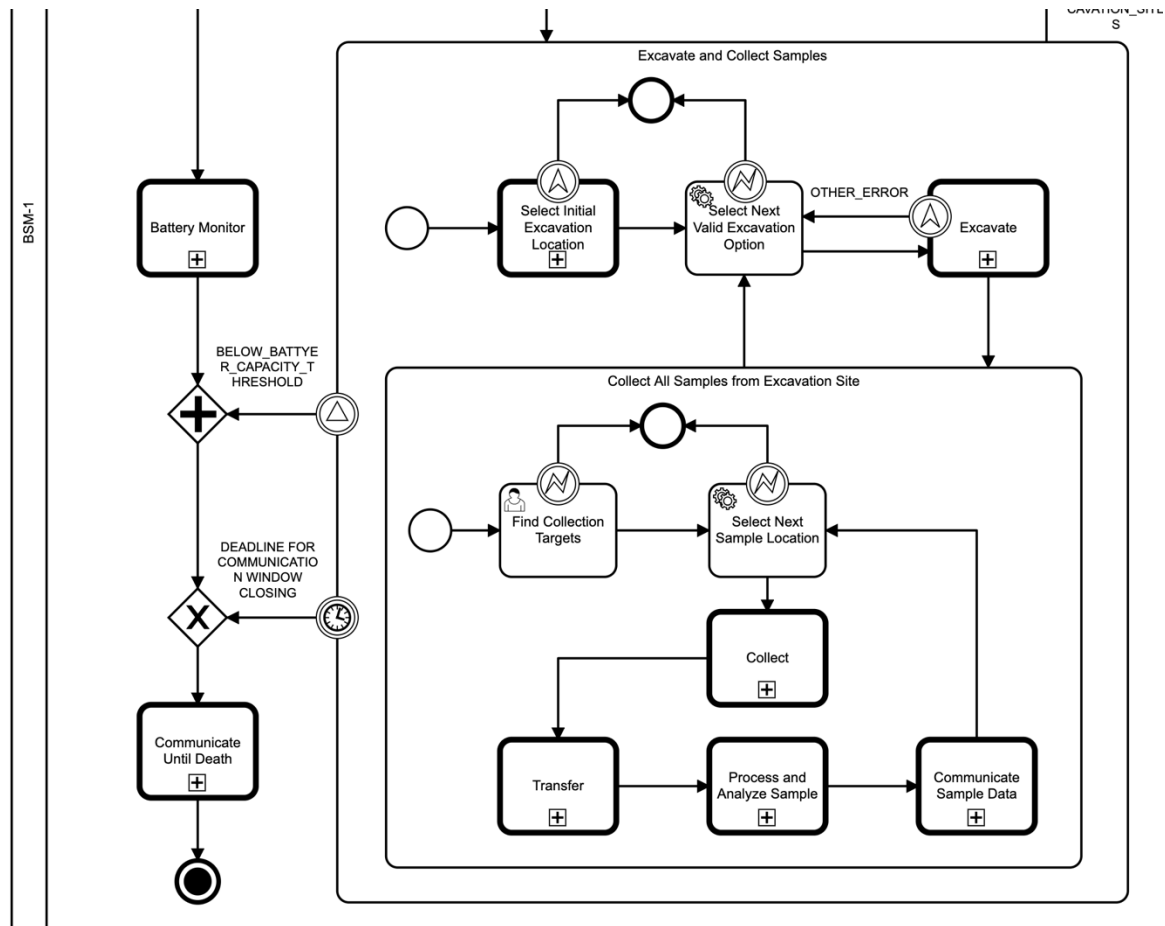 CAVATION_SITE
S
Excavate and Collect Samples
BSM-1
Battery Monitor
Select Initial
Excavation
Location
Select Next
Valid Excavation
Option
OTHER_ERROR
Excavate
BELOW_BATTYE
R_CAPACITY_T
HRESHOLD
Collect All Samples from Excavation Site
Find Collection
Targets
Select Next
Sample Location
DEADLINE FOR
COMMUNICATIO
N WINDOW
CLOSING
Collect
Communicate
Until Death
Transfer
Process and
Analyze Sample
Communicate
Sample Data